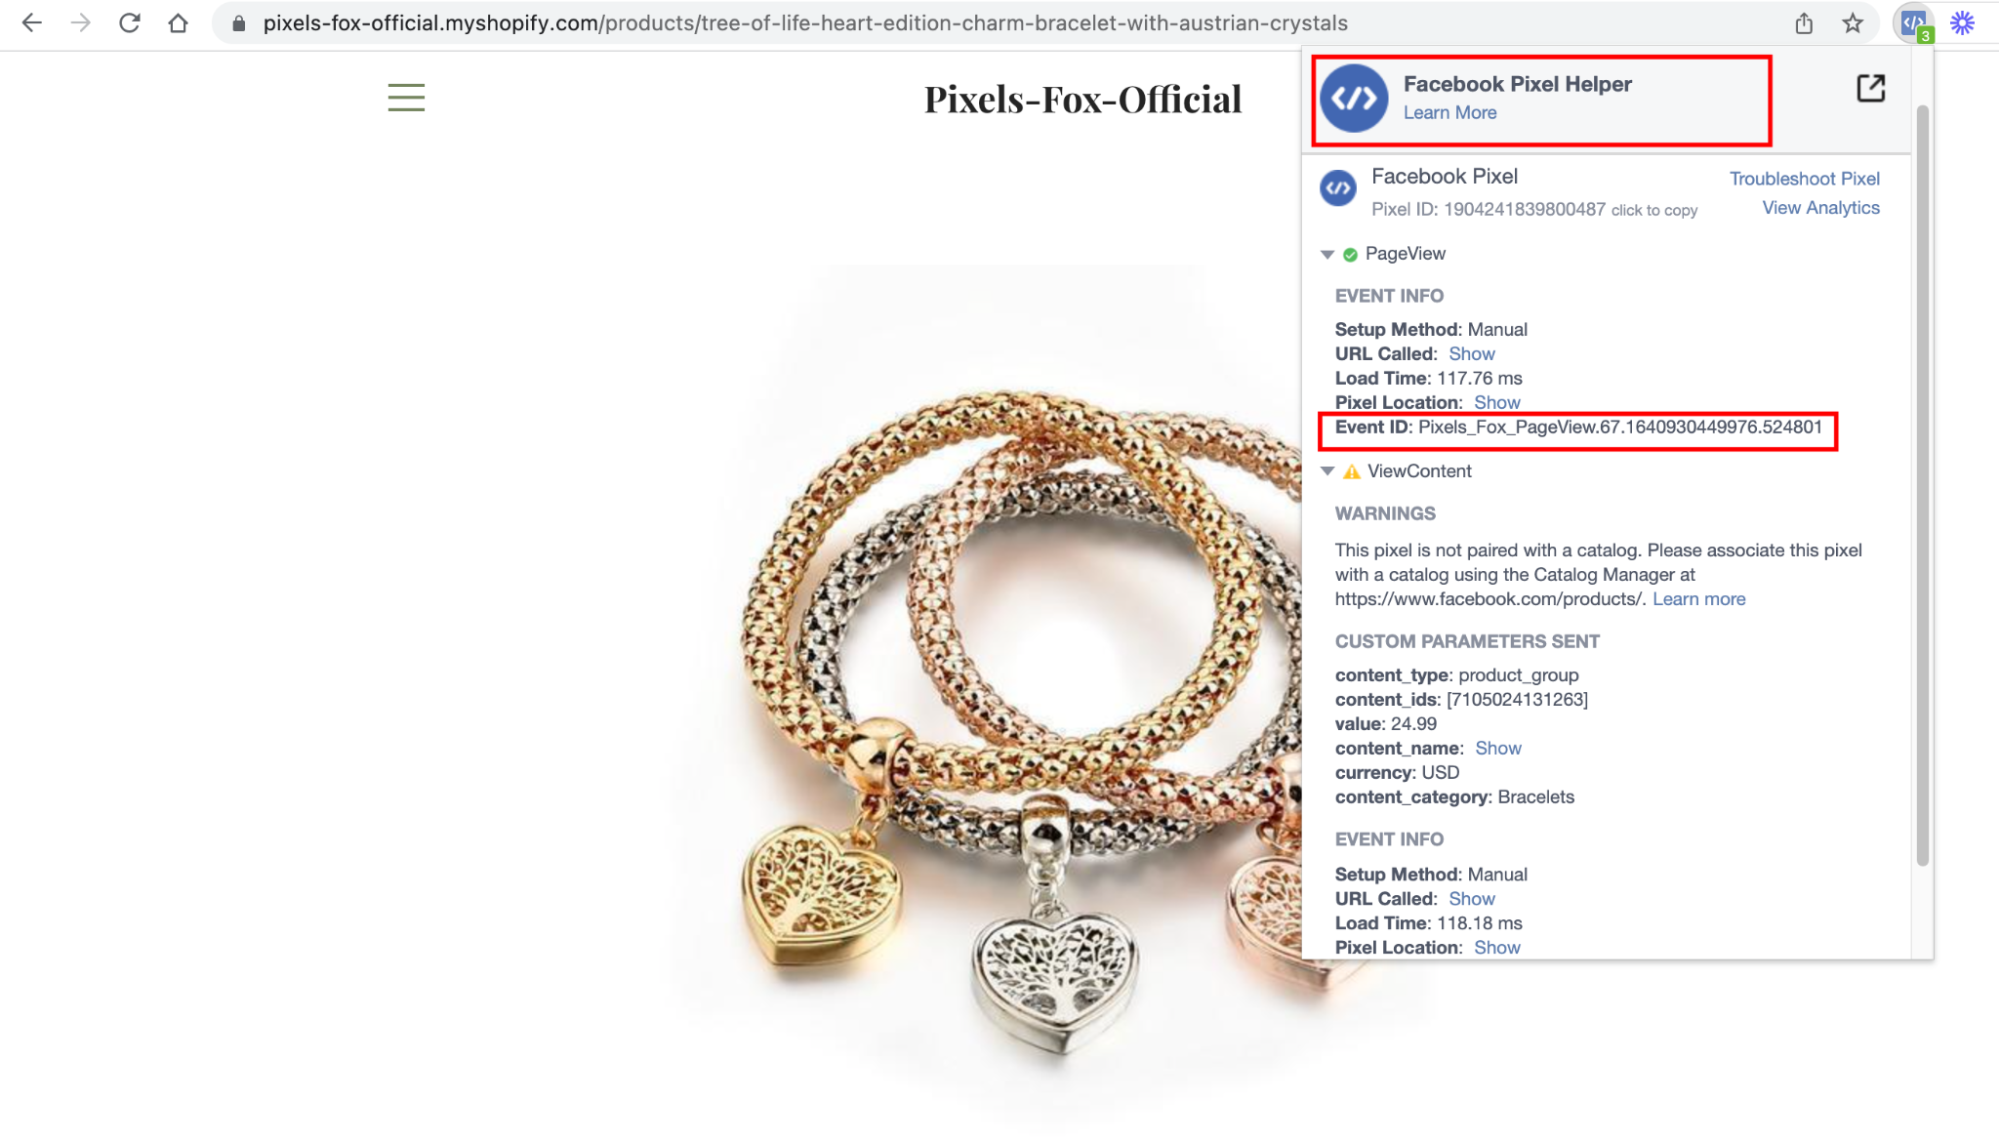 pixels-fox-official.myshopify.com/products/tree-of-life-heart-edition-charm-bracelet-with-austrian-crystals
3
Pixels-Fox-Official
Facebook Pixel Helper
Learn More
Facebook Pixel
Troubleshoot Pixel
Pixel ID: 1904241839800487 click to copy
View Analytics
PageView
EVENT INFO
Setup Method: Manual
URL Called: Show
Load Time: 117.76 ms
Pixel Location: Show
Event ID: Pixels_Fox_PageView.67.1640930449976.524801
ViewContent
WARNINGS
This pixel is not paired with a catalog. Please associate this pixel
with a catalog using the Catalog Manager at
https://www.facebook.com/products/. Learn more
CUSTOM PARAMETERS SENT
content_type: product_group
content_ids: [7105024131263]
value: 24.99
content_name: Show
currency: USD
content_category: Bracelets
EVENT INFO
Setup Method: Manual
URL Called: Show
Load Time: 118.18 ms
Pixel Location: Show